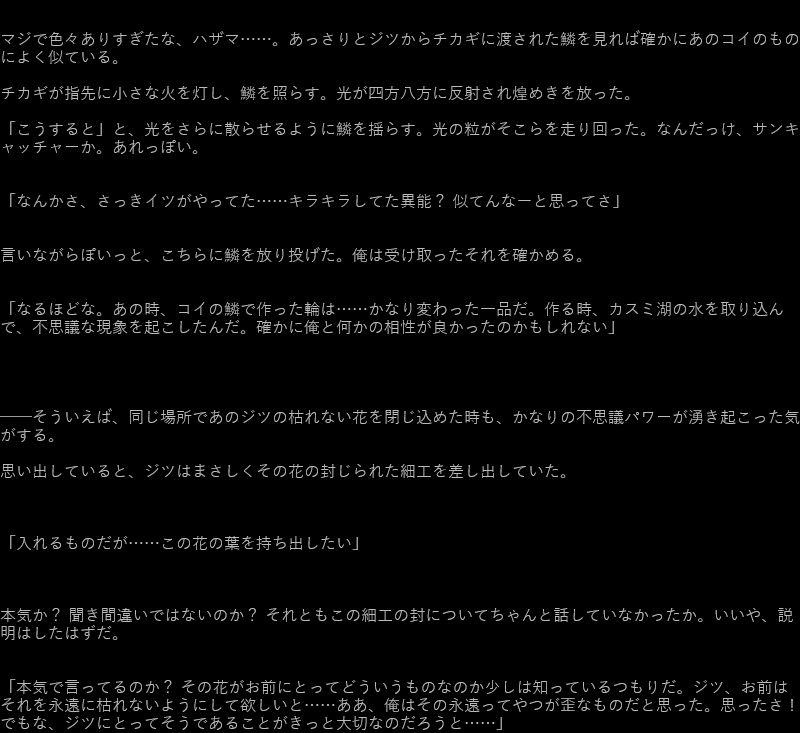 マジで色々ありすぎたな、ハザマ……。あっさりとジツからチカギに渡された鱗を見れば確かにあのコイのもの
によく似ている。
チカギが指先に小さな火を灯し、鱗を照らす。光が四方八方に反射され煌めきを放った。
「こうすると」と、光をさらに散らせるように鱗を揺らす。光の粒がそこらを走り回った。なんだっけ、サンキ
ャッチャーか。あれっぽい。
「なんかさ、さっきイツがやってた……キラキラしてた異能？ 似てんなーと思ってさ」
言いながらぽいっと、こちらに鱗を放り投げた。俺は受け取ったそれを確かめる。
「なるほどな。あの時、コイの鱗で作った輪は……かなり変わった一品だ。作る時、カスミ湖の水を取り込ん
で、不思議な現象を起こしたんだ。確かに俺と何かの相性が良かったのかもしれない」
――そういえば、同じ場所であのジツの枯れない花を閉じ込めた時も、かなりの不思議パワーが湧き起こった気
がする。
思い出していると、ジツはまさしくその花の封じられた細工を差し出していた。
「入れるものだが……この花の葉を持ち出したい」
本気か？ 聞き間違いではないのか？ それともこの細工の封についてちゃんと話していなかったか。いいや、説
明はしたはずだ。
「本気で言ってるのか？ その花がお前にとってどういうものなのか少しは知っているつもりだ。ジツ、お前は
それを永遠に枯れないようにして欲しいと……ああ、俺はその永遠ってやつが歪なものだと思った。思ったさ！
でもな、ジツにとってそうであることがきっと大切なのだろうと……」